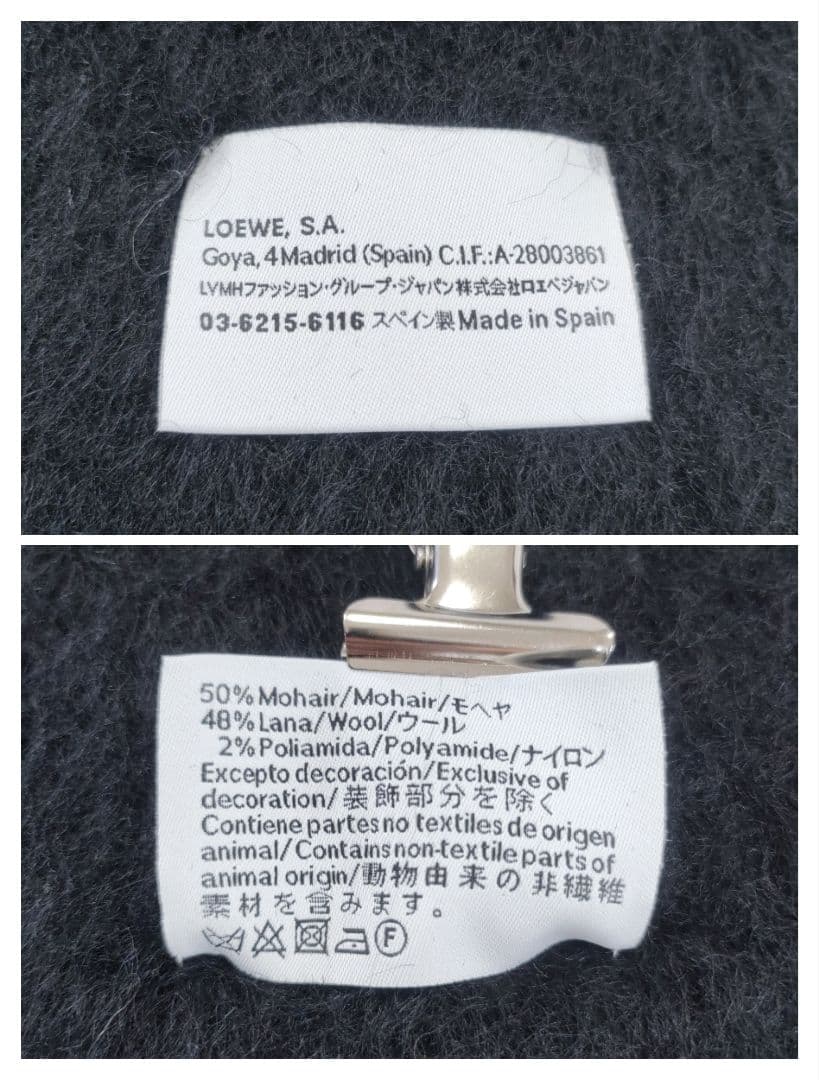 LOEWE, S.A.
Goya, 4 Madrid (Spain) C.I.F.:A-28003861
LVMHファッション・グループ・ジャパン株式会社ロエベジャパン
03-6215-6116 スペイン製 Made in Spain
50% Mohair/Mohair/モヘヤ
48% Lana/Wool/ウール
2% Poliamida/Polyamide/ナイロン
Excepto decoración/Exclusive of
decoration/装飾部分を除く
Contiene partes no textiles de origen
animal/Contains non-textile parts of
animal origin/動物由来の非繊維
素材を含みます。
F